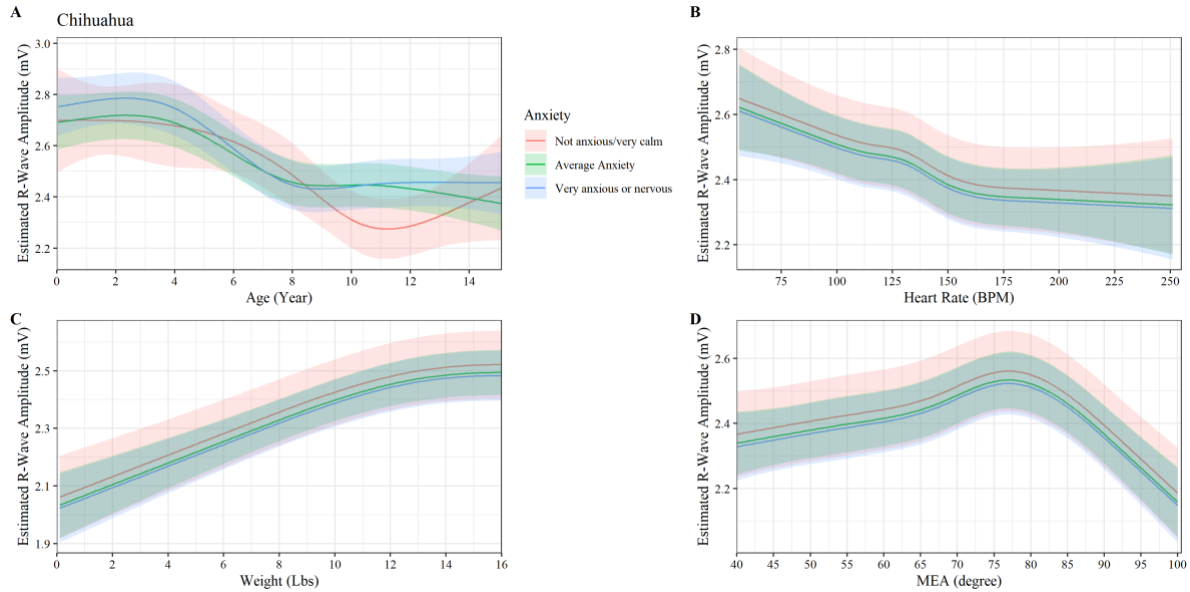 A
Chihuahua
Estimated R-Wave Amplitude (mV)
3.0
2.8
2.6
2.4
2.2
0 2 4 6 8 10 12 14
Age (Year)
Anxiety
Not anxious/very calm
Average Anxiety
Very anxious or nervous
B
Estimated R-Wave Amplitude (mV)
2.8
2.6
2.4
2.2
75 100 125 150 175 200 225 250
Heart Rate (BPM)
C
Estimated R-Wave Amplitude (mV)
2.5
2.3
2.1
1.9
0 2 4 6 8 10 12 14 16
Weight (Lbs)
D
Estimated R-Wave Amplitude (mV)
2.6
2.4
2.2
40 45 50 55 60 65 70 75 80 85 90 95 100
MEA (degree)